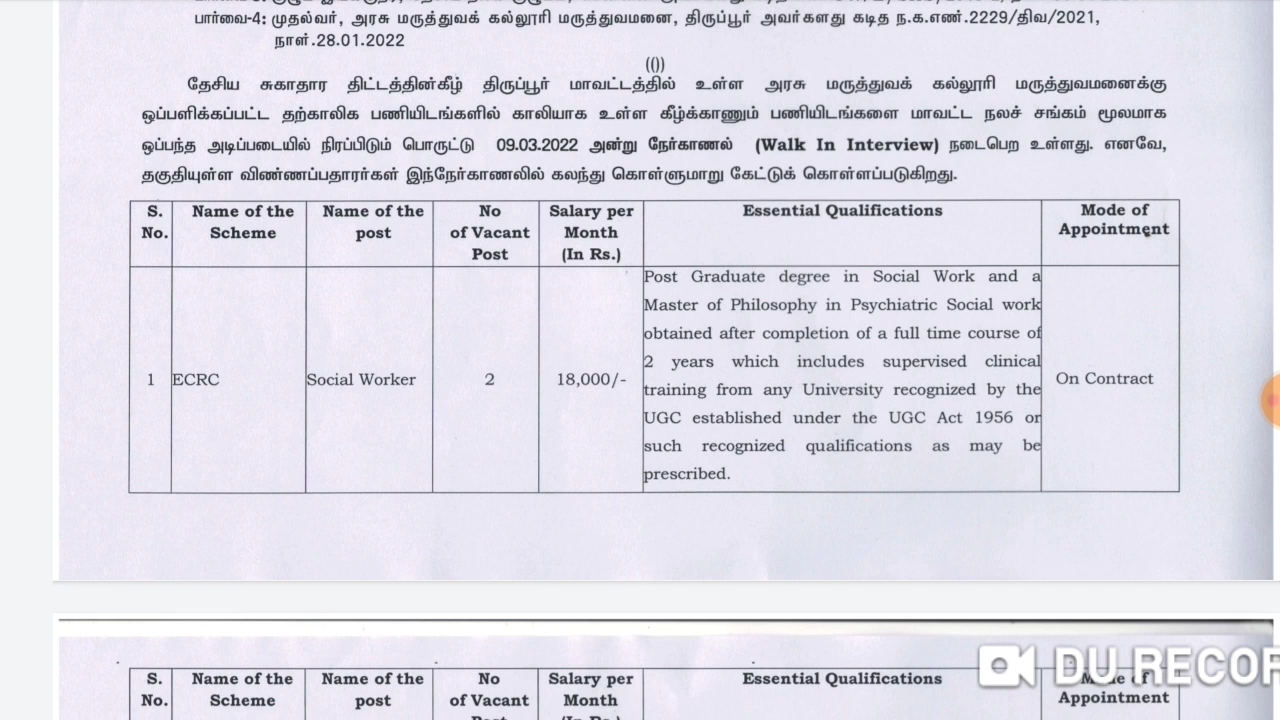 பார்வை-4: முதல்வர், அரசு மருத்துவக் கல்லூரி மருத்துவமனை, திருப்பூர் அவர்களது கடித ந.க.எண்.2229/திவ/2021,
நாள்.28.01.2022
(())
தேசிய சுகாதார திட்டத்தின்கீழ் திருப்பூர் மாவட்டத்தில் உள்ள அரசு மருத்துவக் கல்லூரி மருத்துவமனைக்கு
ஒப்பளிக்கப்பட்ட தற்காலிக பணியிடங்களில் காலியாக உள்ள கீழ்க்காணும் பணியிடங்களை மாவட்ட நலச் சங்கம் மூலமாக
ஒப்பந்த அடிப்படையில் நிரப்பிடும் பொருட்டு 09.03.2022 அன்று நேர்காணல் (Walk In Interview) நடைபெற உள்ளது. எனவே,
தகுதியுள்ள விண்ணப்பதாரர்கள் இந்நேர்காணலில் கலந்து கொள்ளுமாறு கேட்டுக் கொள்ளப்படுகிறது.
S. No. Name of the Scheme Name of the post No of Vacant Post Salary per Month (In Rs.) Essential Qualifications Mode of Appointment
1 ECRC Social Worker 2 18,000/-
Post Graduate degree in Social Work and a
Master of Philosophy in Psychiatric Social work
obtained after completion of a full time course of
2 years which includes supervised clinical
training from any University recognized by the
UGC established under the UGC Act 1956 or
such recognized qualifications as may be
prescribed.
On Contract
S. No. Name of the Scheme Name of the post No of Vacant Salary per Month Essential Qualifications Mode of Appointment
DU RECOR